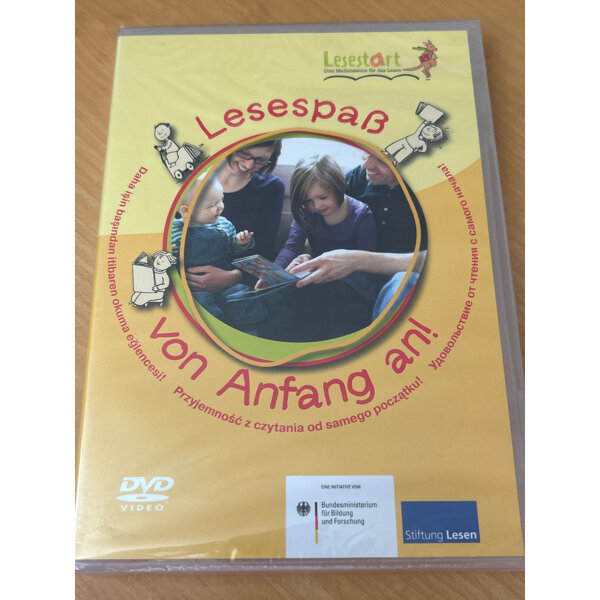 Lesestart
Drei Meilensteine für das Lesen
Lesespaß
von Anfang an!
Daha işin başından itibaren okuma eğlencesi!
Przyjemność z czytania od samego początku!
Удовольствие от чтения с самого начала!
DVD
VIDEO
EINE INITIATIVE VOM
Bundesministerium
für Bildung
und Forschung
Stiftung Lesen